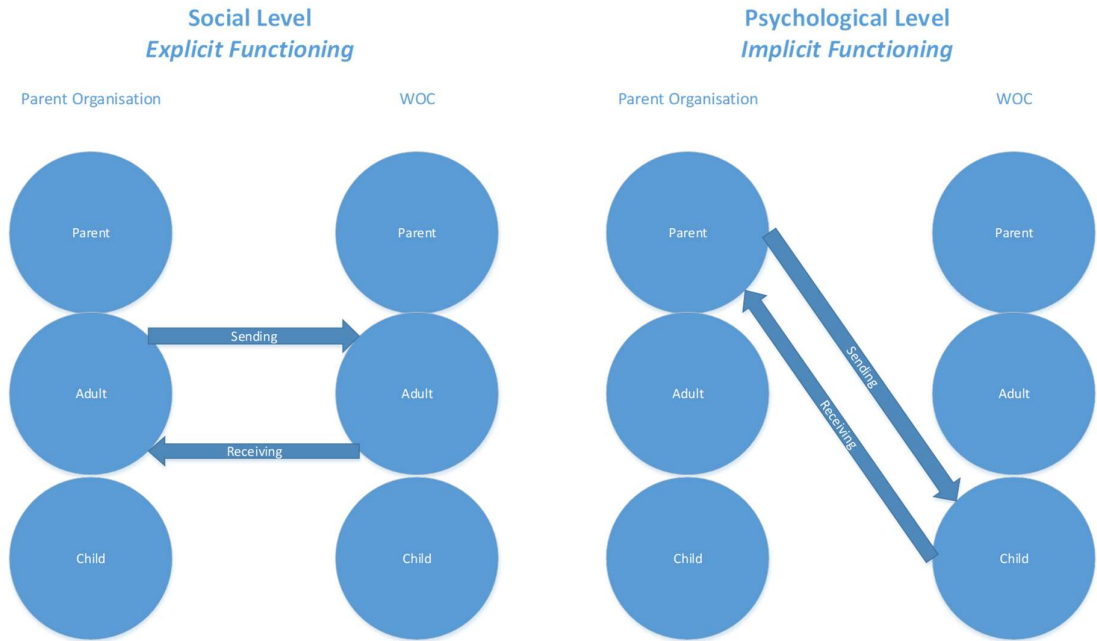 Social Level
Explicit Functioning
Parent Organisation
WOC
Parent
Parent
Sending
Adult
Adult
Receiving
Child
Child
Psychological Level
Implicit Functioning
Parent Organisation
WOC
Parent
Parent
Sending
Adult
Adult
Receiving
Child
Child